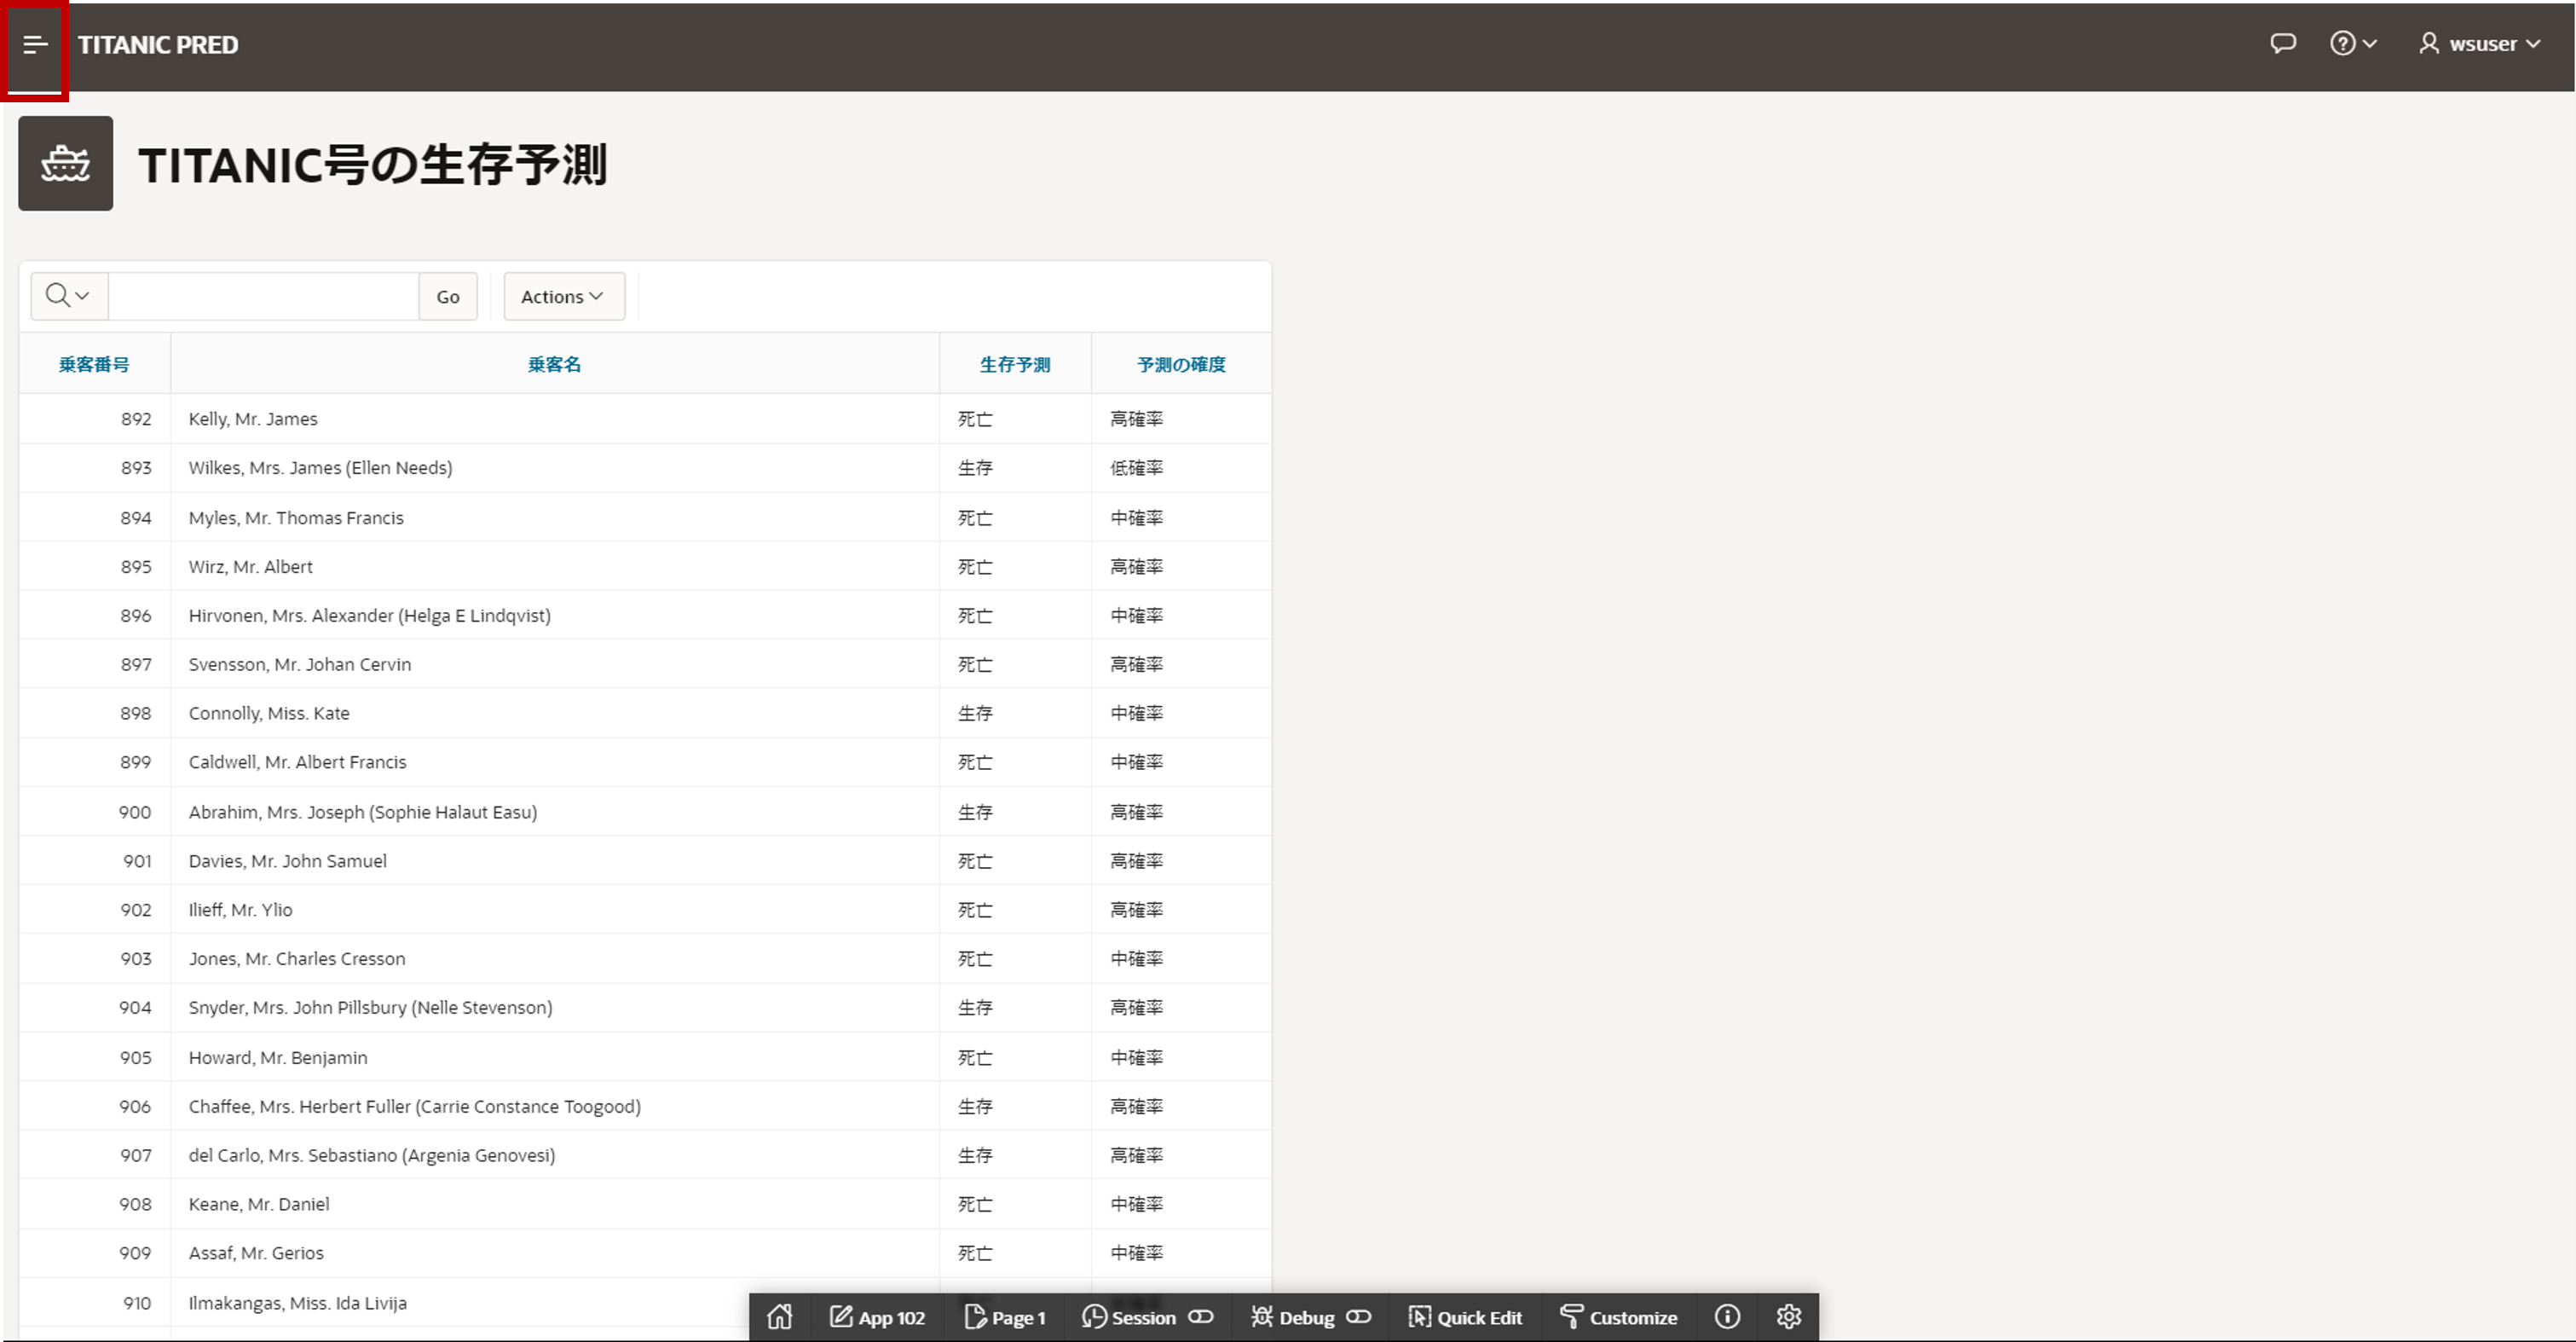 TITANIC PRED
wsuser
TITANIC号の生存予測
Go
Actions
乗客番号 乗客名 生存予測 予測の確度
892 Kelly, Mr. James 死亡 高確率
893 Wilkes, Mrs. James (Ellen Needs) 生存 低確率
894 Myles, Mr. Thomas Francis 死亡 中確率
895 Wirz, Mr. Albert 死亡 高確率
896 Hirvonen, Mrs. Alexander (Helga E Lindqvist) 死亡 中確率
897 Svensson, Mr. Johan Cervin 死亡 高確率
898 Connolly, Miss. Kate 生存 中確率
899 Caldwell, Mr. Albert Francis 死亡 中確率
900 Abrahim, Mrs. Joseph (Sophie Halaut Easu) 生存 高確率
901 Davies, Mr. John Samuel 死亡 高確率
902 Ilieff, Mr. Ylio 死亡 高確率
903 Jones, Mr. Charles Cresson 死亡 中確率
904 Snyder, Mrs. John Pillsbury (Nelle Stevenson) 生存 高確率
905 Howard, Mr. Benjamin 死亡 中確率
906 Chaffee, Mrs. Herbert Fuller (Carrie Constance Toogood) 生存 高確率
907 del Carlo, Mrs. Sebastiano (Argenia Genovesi) 生存 高確率
908 Keane, Mr. Daniel 死亡 中確率
909 Assaf, Mr. Gerios 死亡 中確率
910 Ilmakangas, Miss. Ida Livija
App 102 Page 1 Session Debug Quick Edit Customize